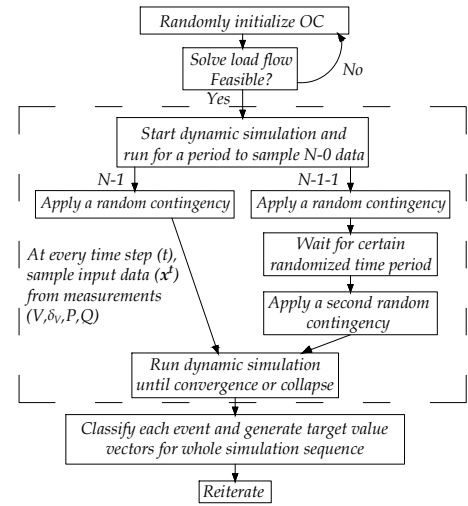 Randomly initialize OC
Solve load flow
Feasible?
No
Yes
Start dynamic simulation and
run for a period to sample N-0 data
N-1
N-1-1
Apply a random contingency
Apply a random contingency
At every time step (t),
sample input data (x^t)
from measurements
(V,δ_V,P,Q)
Wait for certain
randomized time period
Apply a second random
contingency
Run dynamic simulation
until convergence or collapse
Classify each event and generate target value
vectors for whole simulation sequence
Reiterate